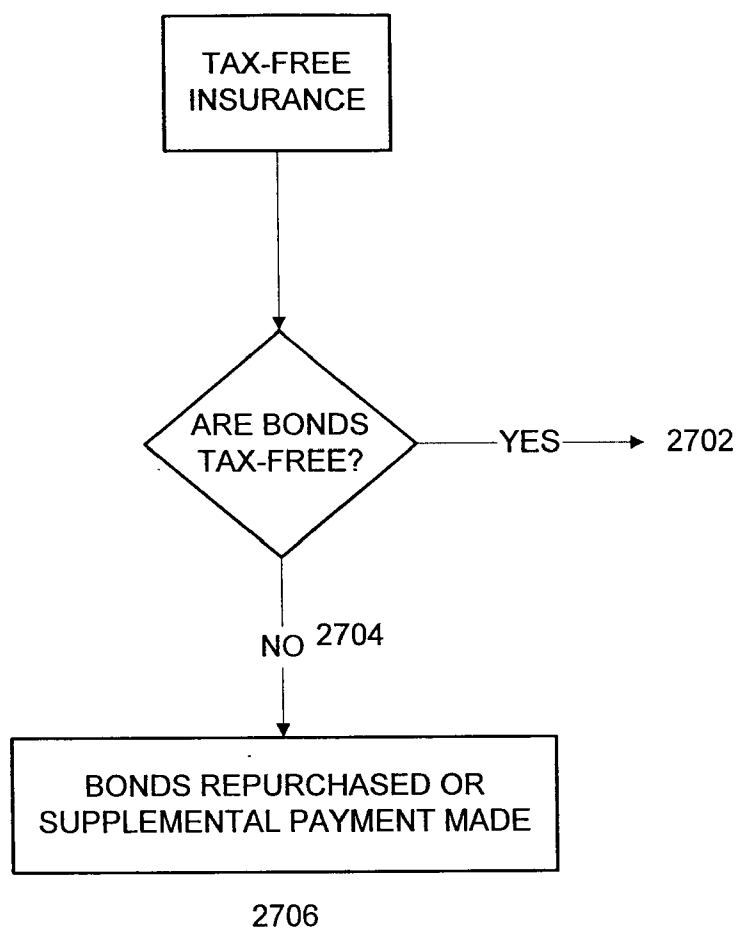 TAX-FREE
INSURANCE
ARE BONDS
TAX-FREE?
YES
2702
NO
2704
BONDS REPURCHASED OR
SUPPLEMENTAL PAYMENT MADE
2706